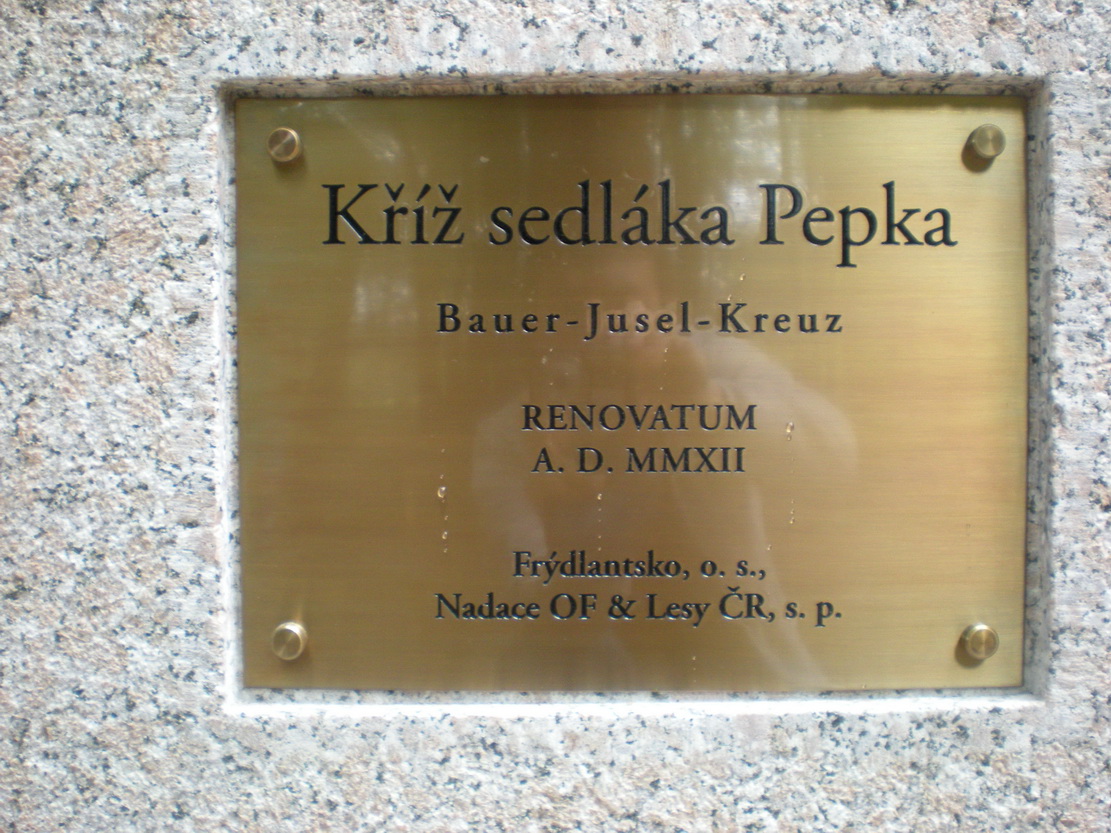 Kříž sedláka Pepka
Bauer-Jusel-Kreuz
RENOVATUM
A. D. MMXII
Frýdlantsko, o. s.,
Nadace OF & Lesy ČR, s. p.